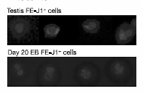 Testis FE-J1⁺ cells
Day 20 EB FE-J1⁺ cells